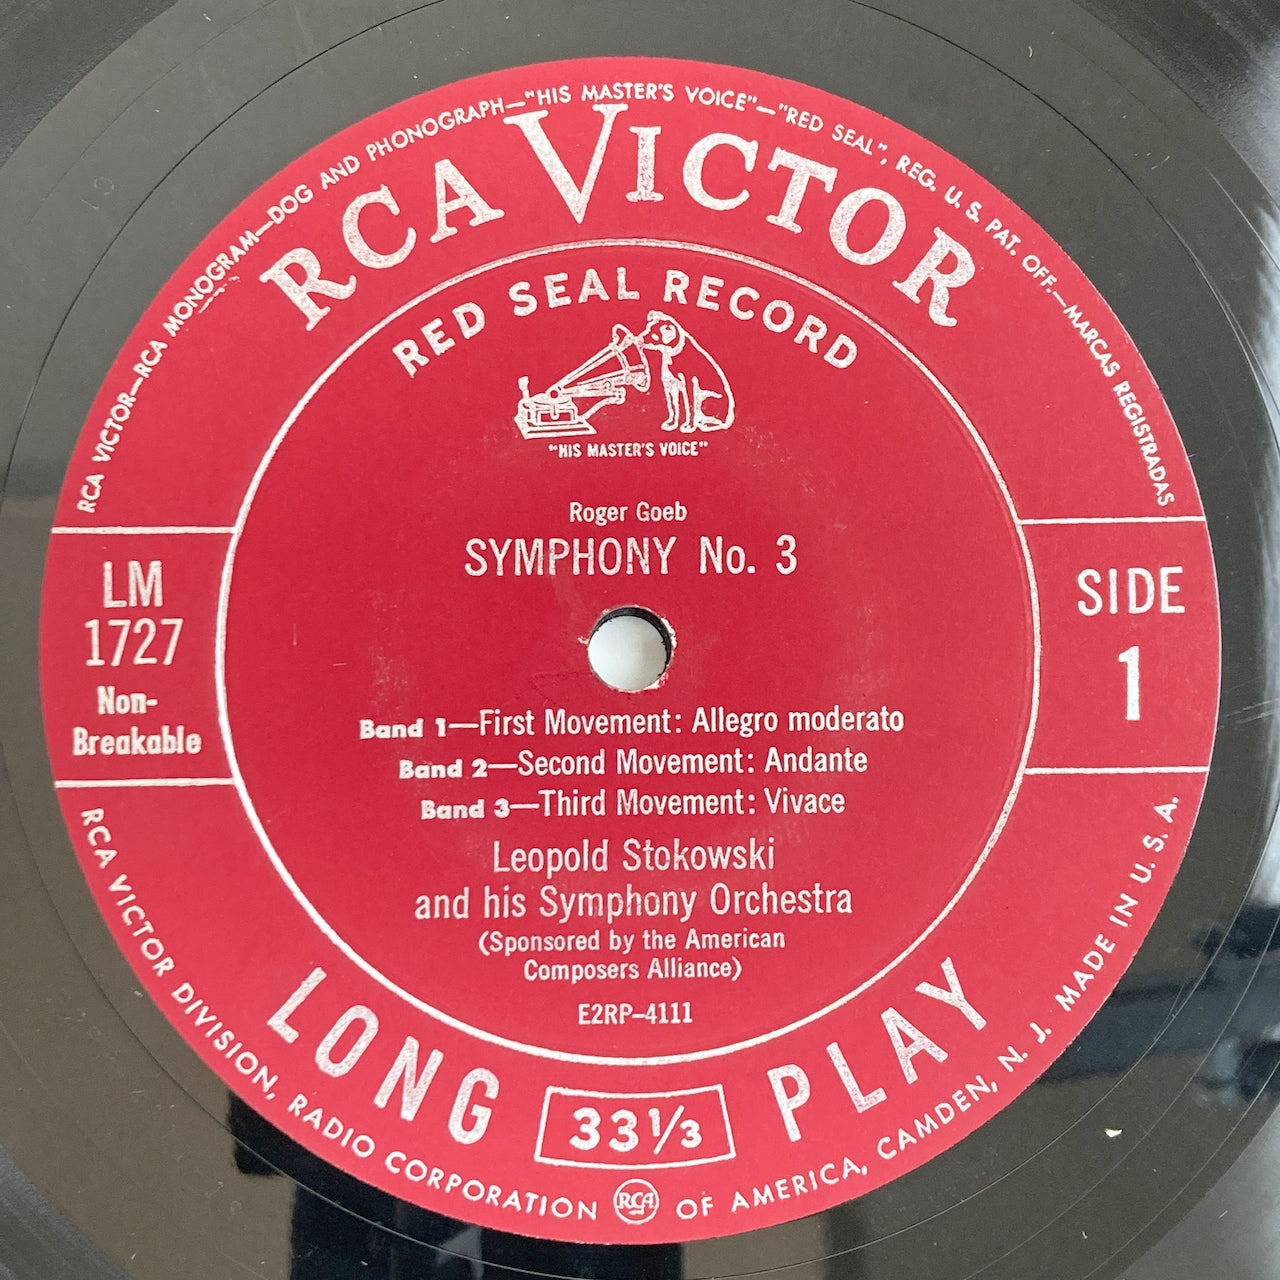 RCA VICTOR—RCA MONOGRAM—DOG AND PHONOGRAPH—"HIS MASTER'S VOICE"—"RED SEAL", REG. U. S. PAT. OFF.—MARCAS REGISTRADAS
RCA VICTOR
RED SEAL RECORD
"HIS MASTER'S VOICE"
Roger Goeb
SYMPHONY No. 3
LM
1727
Non-
Breakable
SIDE
1
Band 1—First Movement: Allegro moderato
Band 2—Second Movement: Andante
Band 3—Third Movement: Vivace
Leopold Stokowski
and his Symphony Orchestra
(Sponsored by the American
Composers Alliance)
E2RP-4111
LONG 33⅓ PLAY
RCA VICTOR DIVISION, RADIO CORPORATION RCA OF AMERICA, CAMDEN, N. J. MADE IN U. S. A.